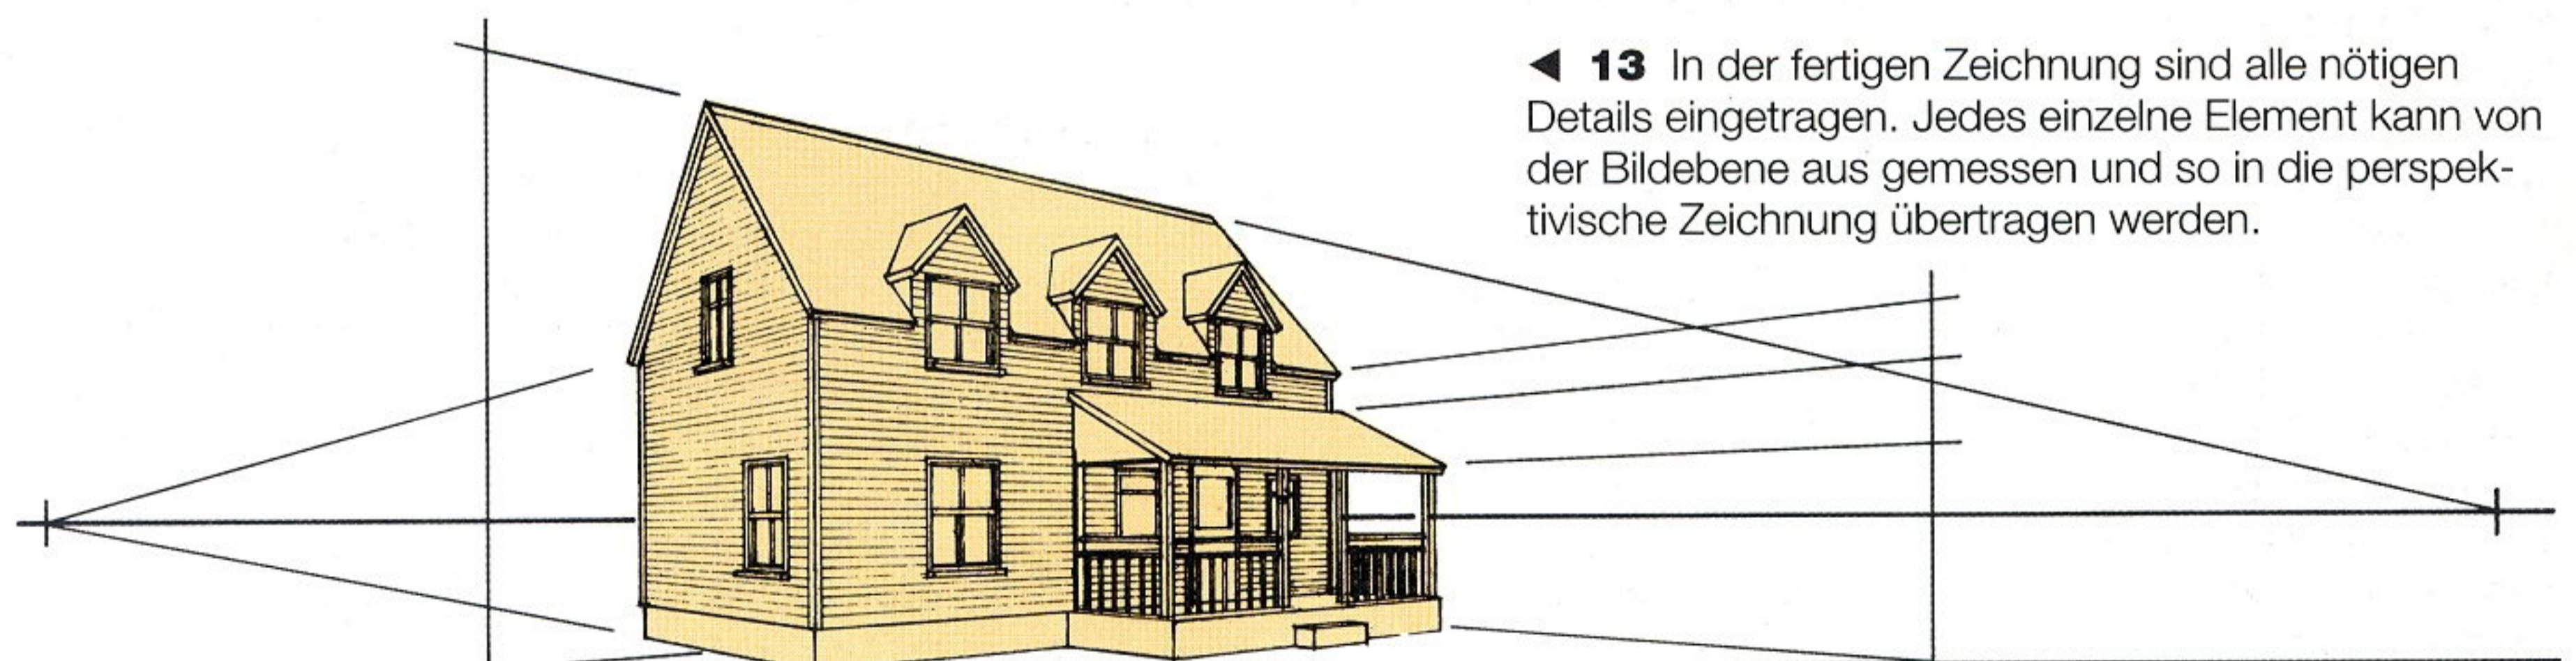 ◀ 13 In der fertigen Zeichnung sind alle nötigen
Details eingetragen. Jedes einzelne Element kann von
der Bildebene aus gemessen und so in die perspek-
tivische Zeichnung übertragen werden.